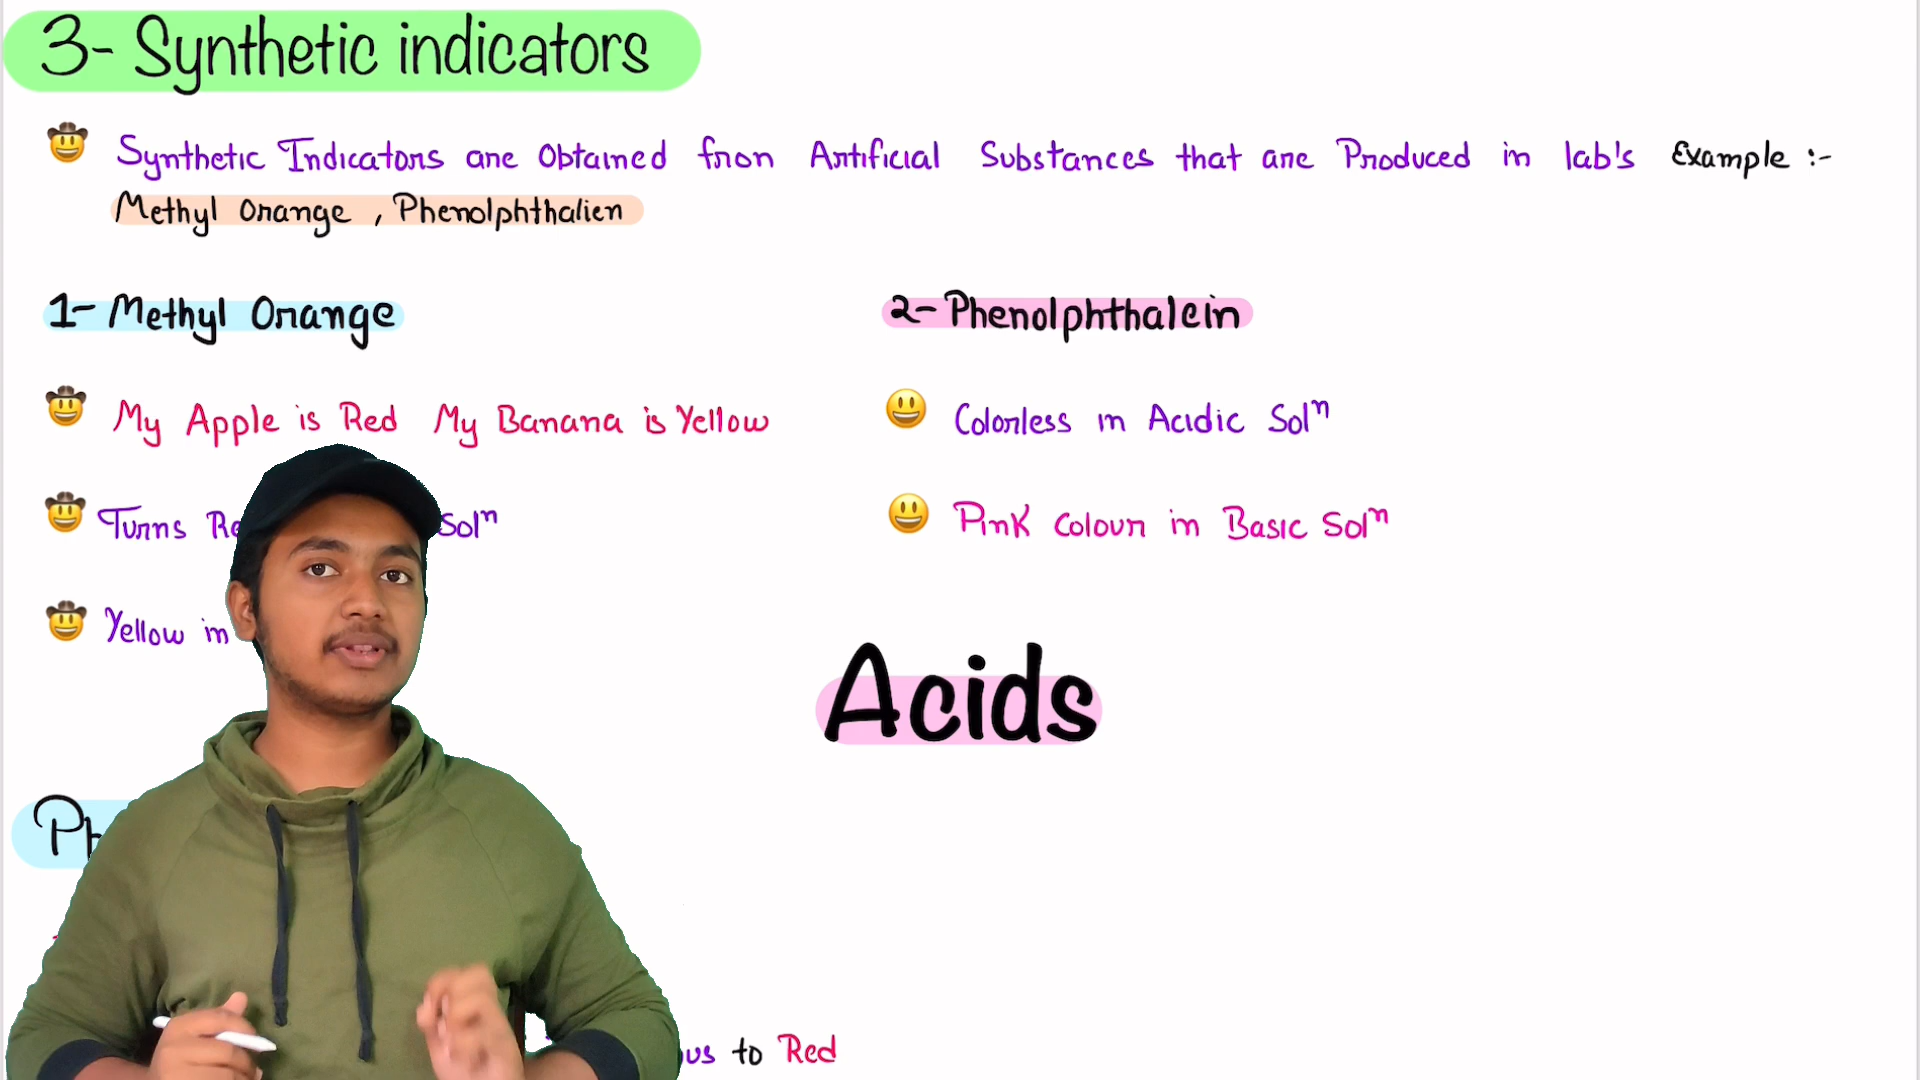 3- Synthetic indicators
Synthetic Indicators are Obtained fron Artificial Substances that are Produced in lab's Example :-
Methyl Orange , Phenolphthalien
1- Methyl Orange
2- Phenolphthalein
My Apple is Red My Banana is Yellow
Colorless in Acidic Solⁿ
Turns Solⁿ
Pink Colour in Basic Solⁿ
Yellow in
Acids
to Red